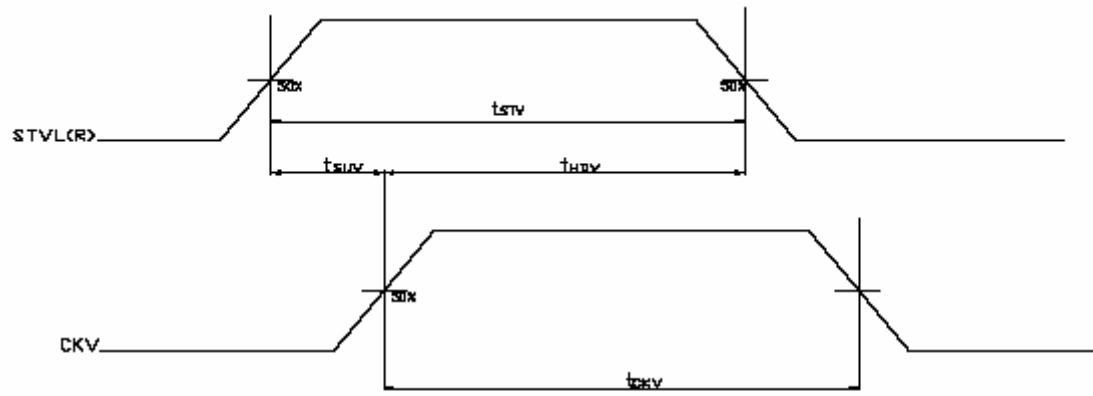 50% 50%
tSTV
STVL(R)
tSUV tHDV
50%
CKV
tCKV